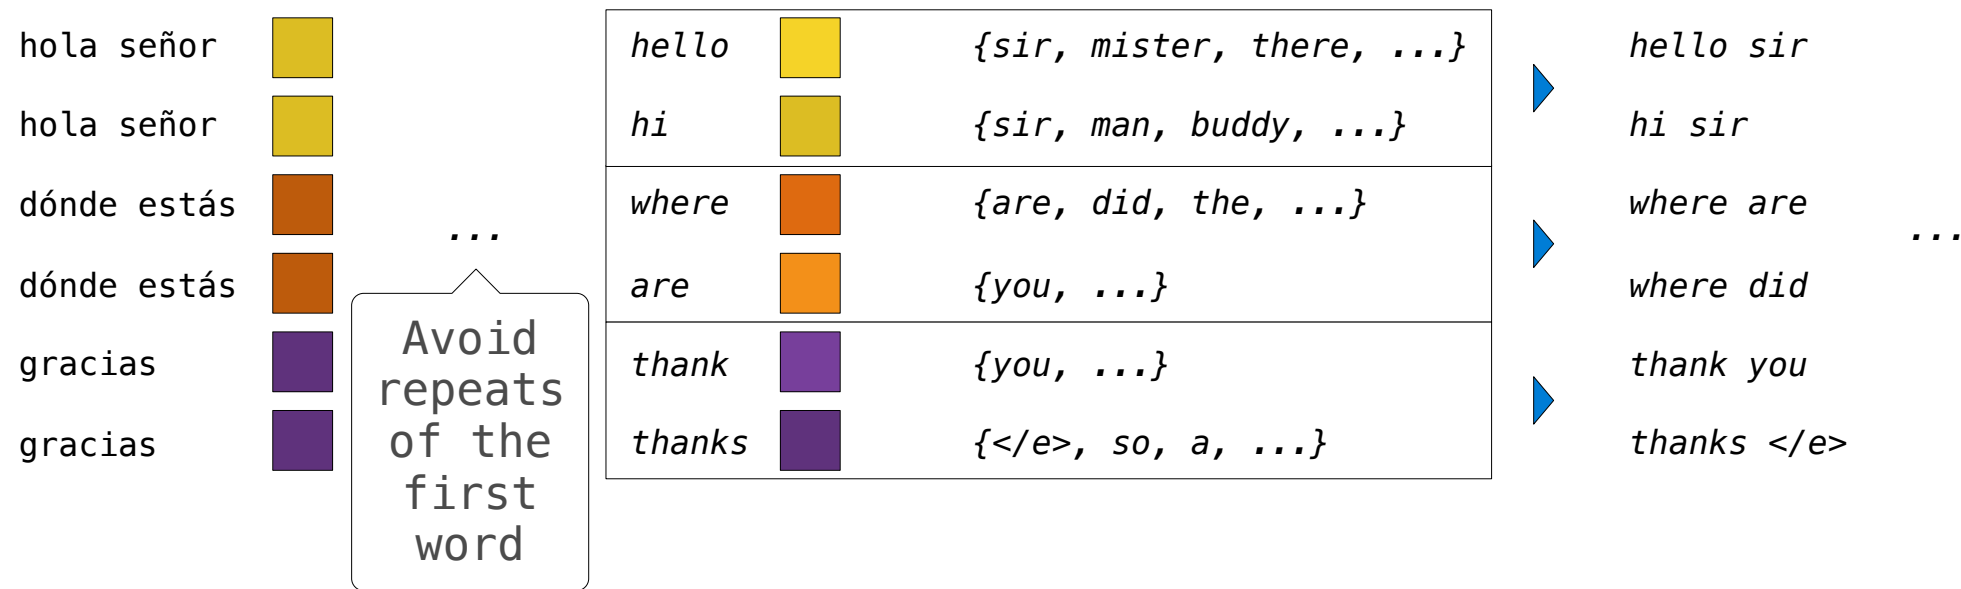 hola señor hello {sir, mister, there, ...} hello sir
hola señor hi {sir, man, buddy, ...} hi sir
dónde estás where {are, did, the, ...} where are
... ...
dónde estás are {you, ...} where did
gracias thank {you, ...} thank you
gracias thanks {</e>, so, a, ...} thanks </e>
Avoid
repeats
of the
first
word